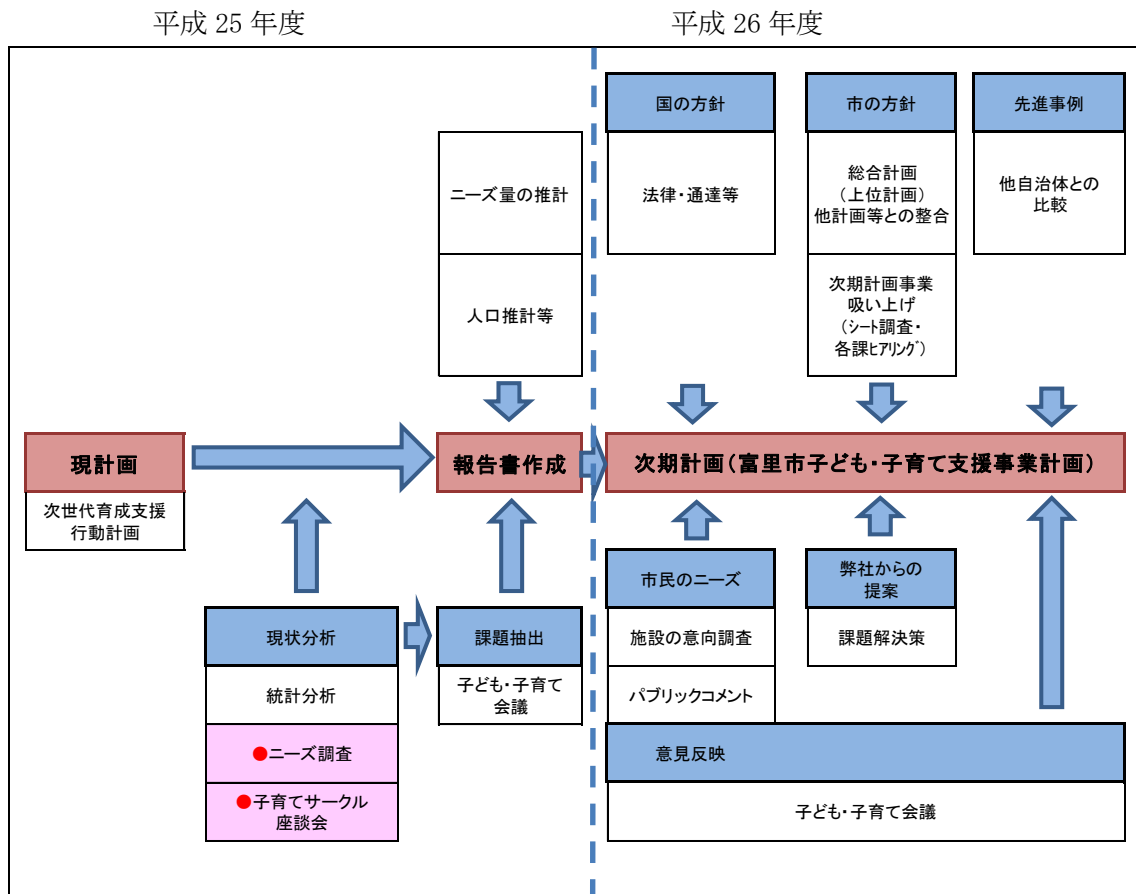 平成 25 年度
平成 26 年度
国の方針
法律・通達等
市の方針
総合計画
（上位計画）
他計画等との整合
次期計画事業
吸い上げ
（ｼｰﾄ調査・
各課ﾋｱﾘﾝｸﾞ）
先進事例
他自治体との
比較
ニーズ量の推計
人口推計等
現計画
次世代育成支援
行動計画
報告書作成
次期計画（富里市子ども・子育て支援事業計画）
現状分析
統計分析
●ニーズ調査
●子育てサークル
座談会
課題抽出
子ども・子育て
会議
市民のニーズ
施設の意向調査
パブリックコメント
弊社からの
提案
課題解決策
意見反映
子ども・子育て会議